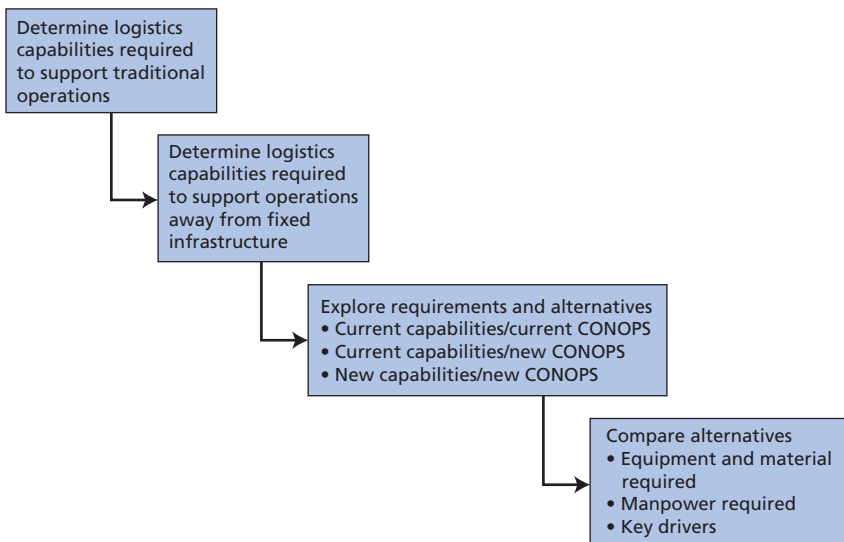 Determine logistics
capabilities required
to support traditional
operations
Determine logistics
capabilities required
to support operations
away from fixed
infrastructure
Explore requirements and alternatives
• Current capabilities/current CONOPS
• Current capabilities/new CONOPS
• New capabilities/new CONOPS
Compare alternatives
• Equipment and material
required
• Manpower required
• Key drivers